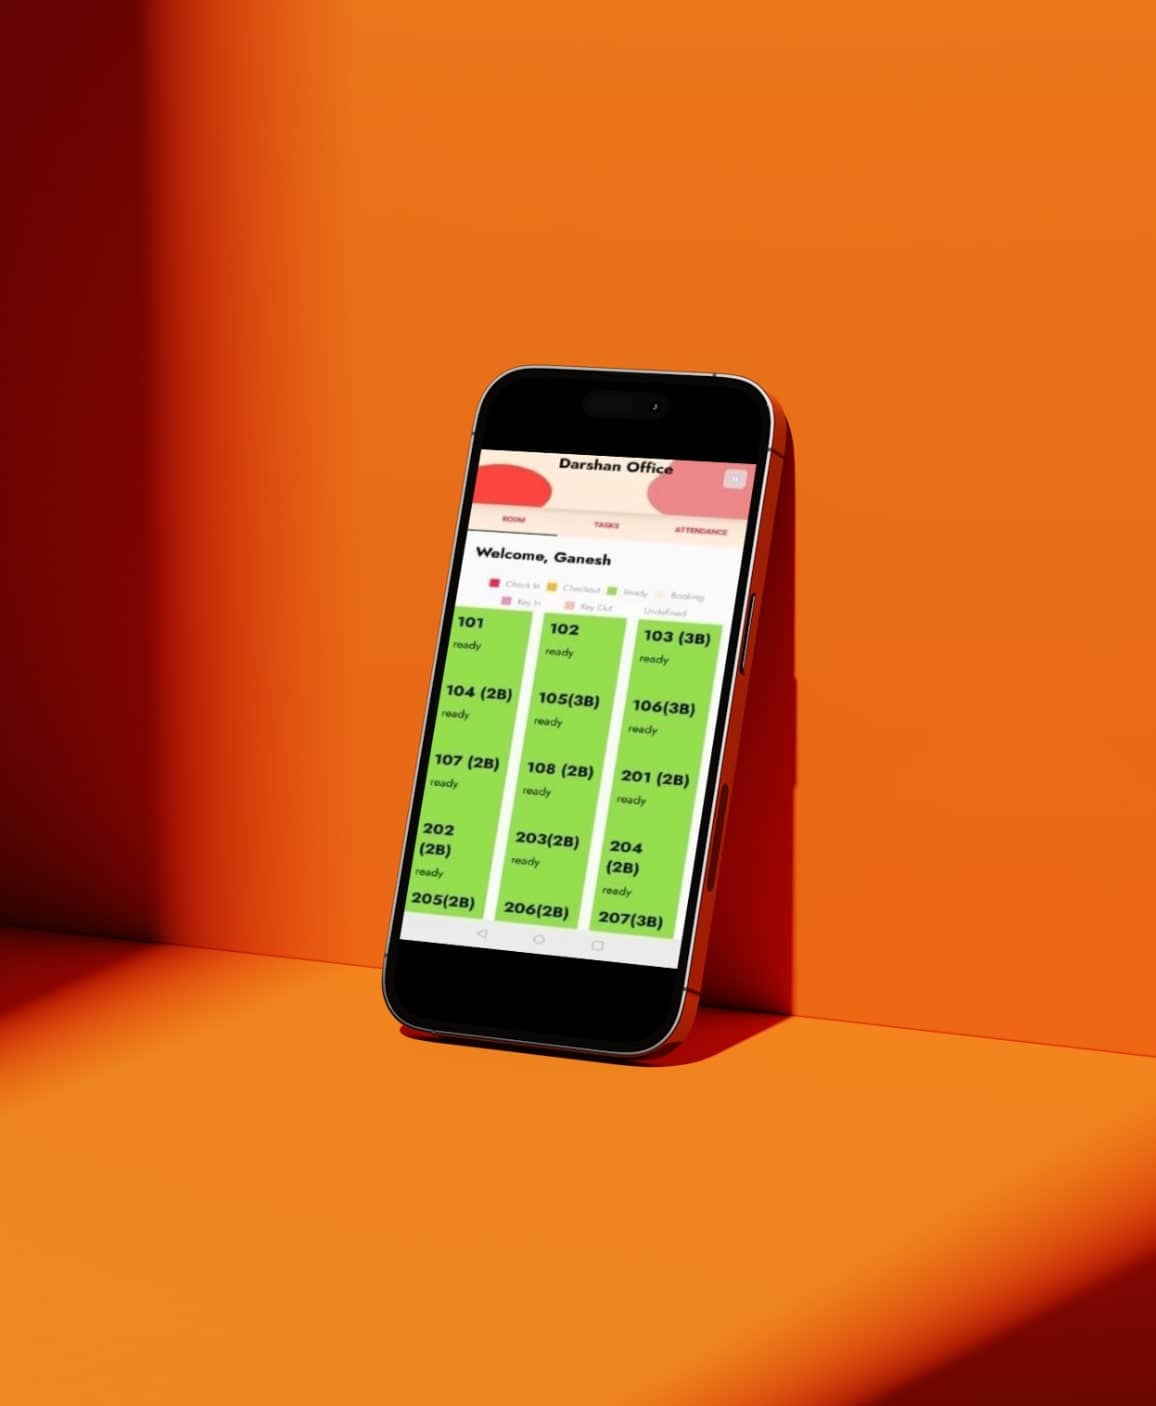 Darshan Office
ROOM TASKS ATTENDANCE
Welcome, Ganesh
Check In Checkout Ready Booking
Key In Key Out Undefined
101 102 103 (3B)
ready ready ready
104 (2B) 105(3B) 106(3B)
ready ready ready
107 (2B) 108 (2B) 201 (2B)
ready ready ready
202 (2B) 203(2B) 204 (2B)
ready ready ready
205(2B) 206(2B) 207(3B)